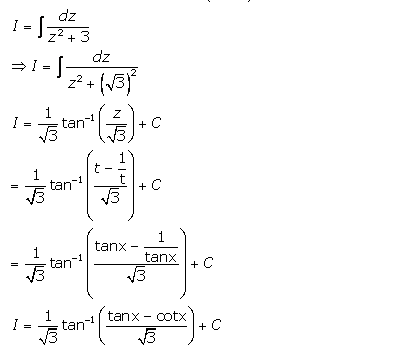 I = ∫ dz / (z² + 3)
⇒ I = ∫ dz / (z² + (√3)²)
I = 1/√3 tan⁻¹ (z/√3) + C
= 1/√3 tan⁻¹ ((t − 1/t)/√3) + C
= 1/√3 tan⁻¹ ((tanx − 1/tanx)/√3) + C
I = 1/√3 tan⁻¹ ((tanx − cotx)/√3) + C